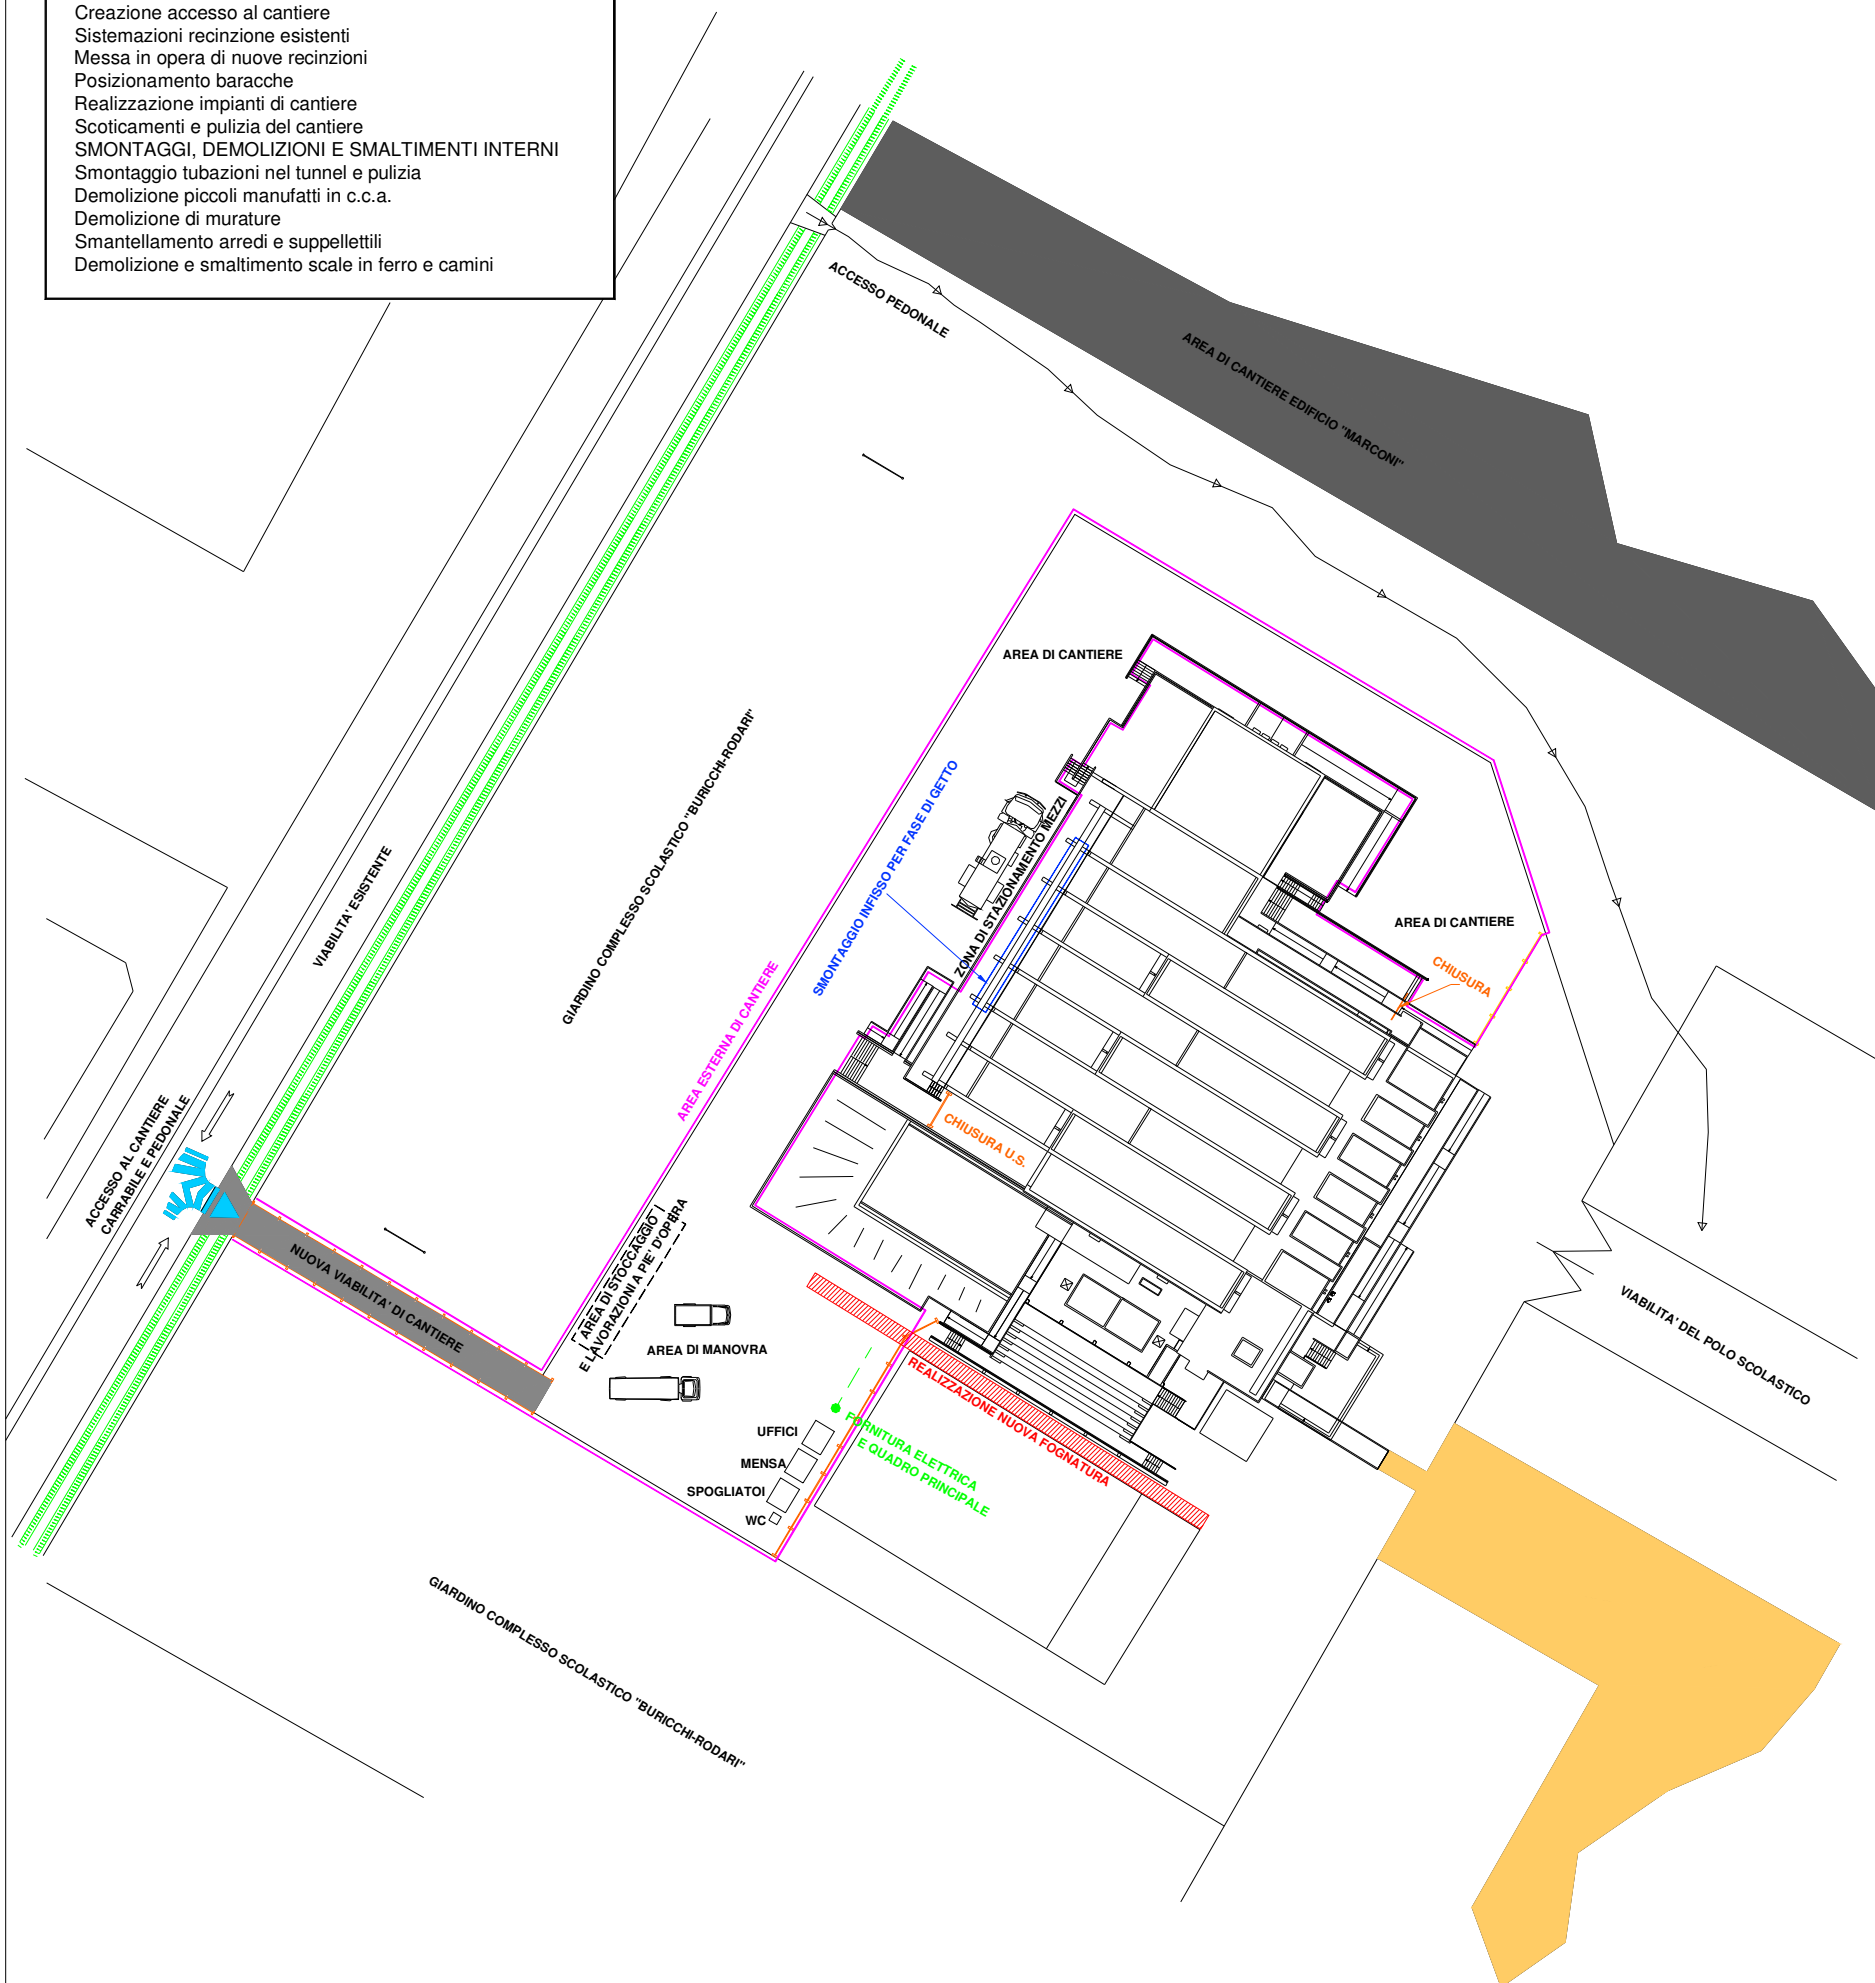 Creazione accesso al cantiere
Sistemazioni recinzione esistenti
Messa in opera di nuove recinzioni
Posizionamento baracche
Realizzazione impianti di cantiere
Scoticamenti e pulizia del cantiere
SMONTAGGI, DEMOLIZIONI E SMALTIMENTI INTERNI
Smontaggio tubazioni nel tunnel e pulizia
Demolizione piccoli manufatti in c.c.a.
Demolizione di murature
Smantellamento arredi e suppellettili
Demolizione e smaltimento scale in ferro e camini
ACCESSO PEDONALE
AREA DI CANTIERE EDIFICIO "MARCONI"
AREA DI CANTIERE
GIARDINO COMPLESSO SCOLASTICO "BURICCHI-RODARI"
VIABILITA' ESISTENTE
SMONTAGGIO INFISSO PER FASE DI GETTO
ZONA DI STAZIONAMENTO MEZZI
AREA DI CANTIERE
CHIUSURA
AREA ESTERNA DI CANTIERE
CHIUSURA U.S.
ACCESSO AL CANTIERE
CARRABILE E PEDONALE
NUOVA VIABILITA' DI CANTIERE
AREA DI STOCCAGGIO
E LAVORAZIONI A PIE' D'OPERA
AREA DI MANOVRA
REALIZZAZIONE NUOVA FOGNATURA
VIABILITA' DEL POLO SCOLASTICO
FORNITURA ELETTRICA
E QUADRO PRINCIPALE
UFFICI
MENSA
SPOGLIATOI
WC
GIARDINO COMPLESSO SCOLASTICO "BURICCHI-RODARI"